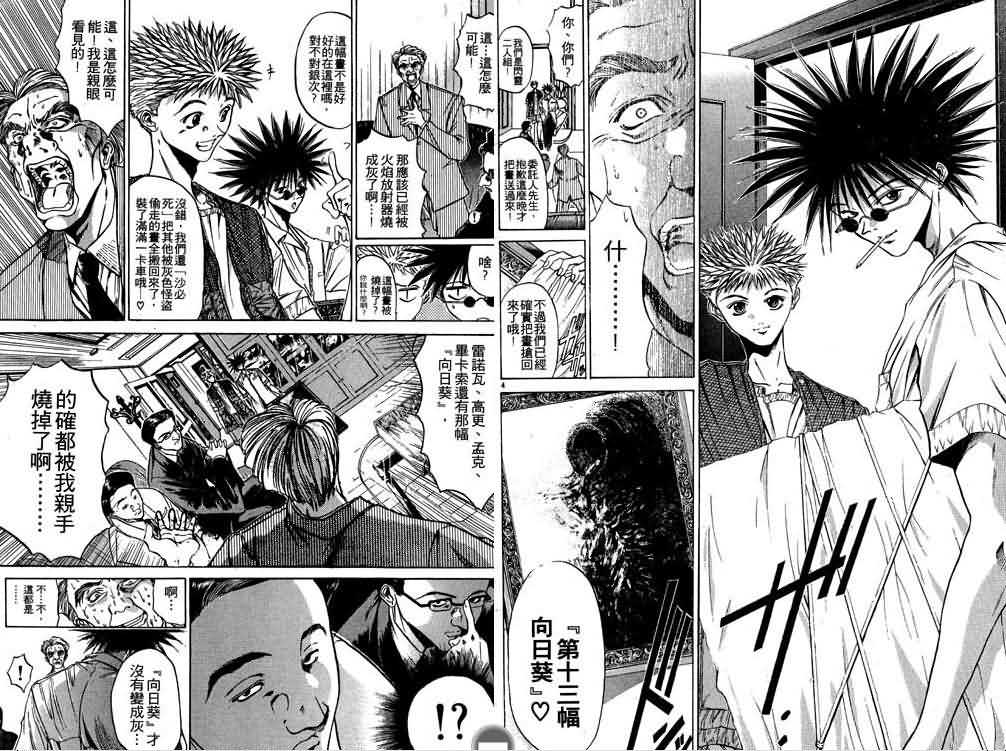 你、你們？
我們是閃靈
二人組
委託人先生，
抱歉這麼晚才
把畫送過來！
什………！
不過我們已經
確實把畫搶回
來了哦！
4
『第十三幅
向日葵』♡
這…這怎麼
可能！
那應該已經被
火焰放射器燒
成灰了…！
啥？
這幅畫被
燒掉了？
這幅畫不是好
好的在這裡嗎，
對不對銀次？
沒錯，我們還「沙必
死」把其他被灰色怪盜
偷走的畫全搬回來了，
裝了滿滿一卡車哦♡
這、這怎麼可
能！我是親眼
看見的！
雷諾瓦、高更、孟克、
畢卡索還有那幅
『向日葵』，
的確都被我親手
燒掉了啊………
!?
啊…
不…不，
這都是
……
『向日葵』才
沒有變成灰…
！